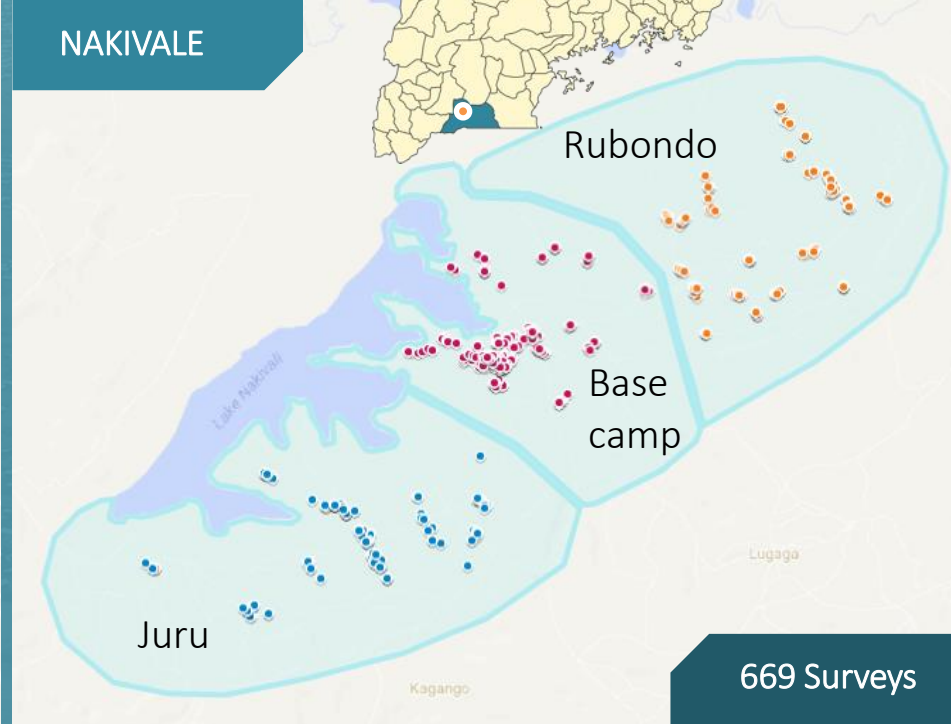 NAKIVALE
Rubondo
Base
camp
Lake Nakivali
Lugaga
Juru
669 Surveys
Kagango